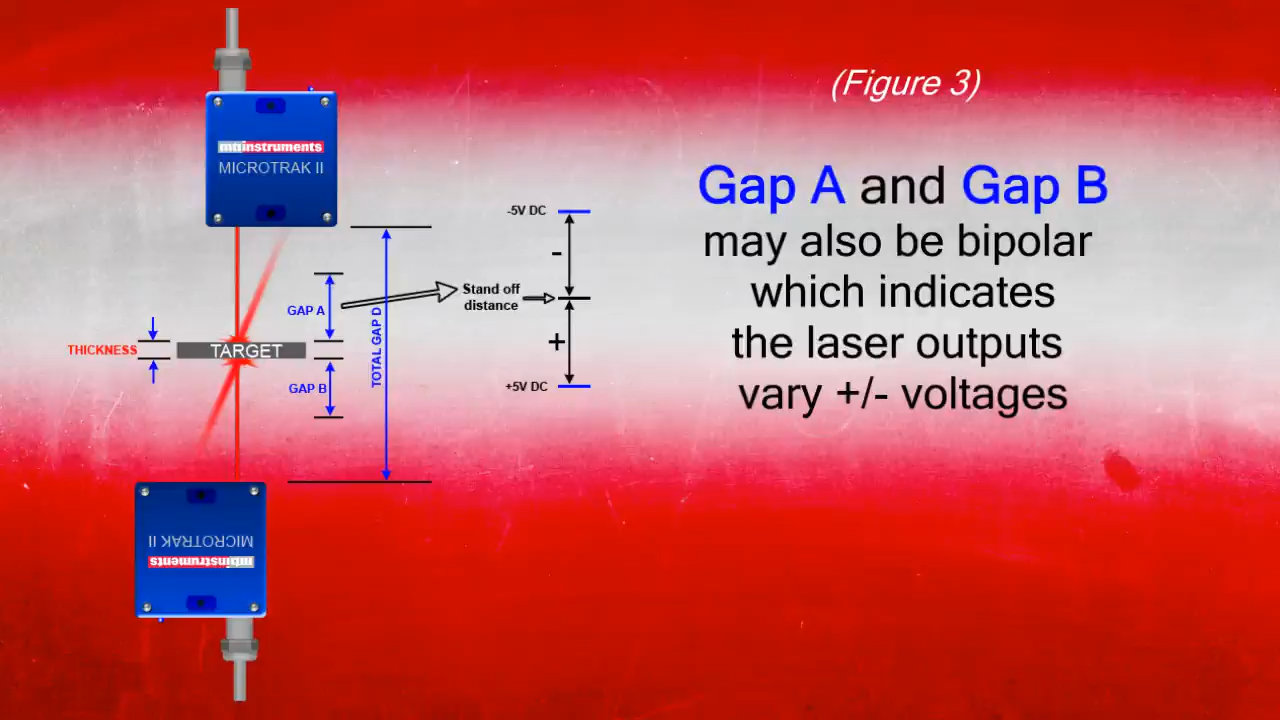 (Figure 3)
Gap A and Gap B
may also be bipolar
which indicates
the laser outputs
vary +/- voltages
mtiinstruments
MICROTRAK II
-5V DC
-
Stand off
distance
+
+5V DC
GAP A
TOTAL GAP D
THICKNESS
TARGET
GAP B
MICROTRAK II
mtiinstruments